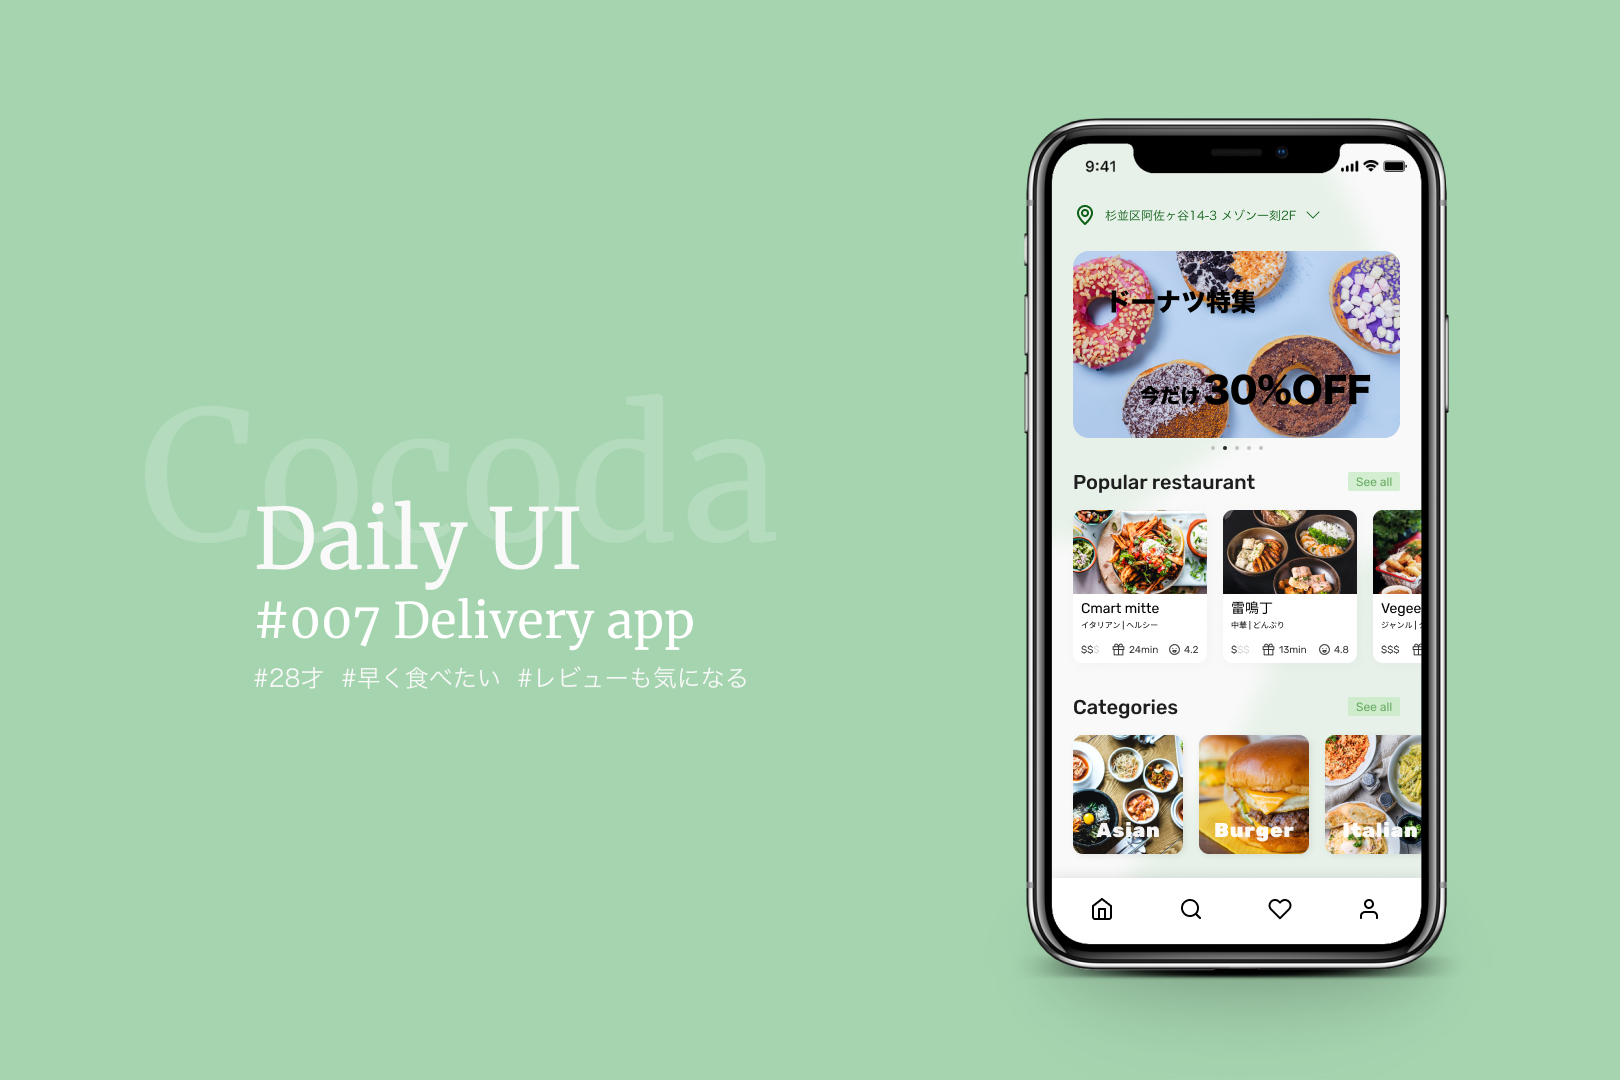 Cocoda
Daily UI
#007 Delivery app
#28才 #早く食べたい #レビューも気になる
9:41
杉並区阿佐ヶ谷14-3 メゾン一刻2F
ドーナツ特集
今だけ 30%OFF
Popular restaurant
See all
Cmart mitte
イタリアン | ヘルシー
$$$ 24min 4.2
雷鳴丁
中華 | どんぶり
$$$ 13min 4.8
Vegee
ジャンル |
$$$
Categories
See all
Asian
Burger
Italian